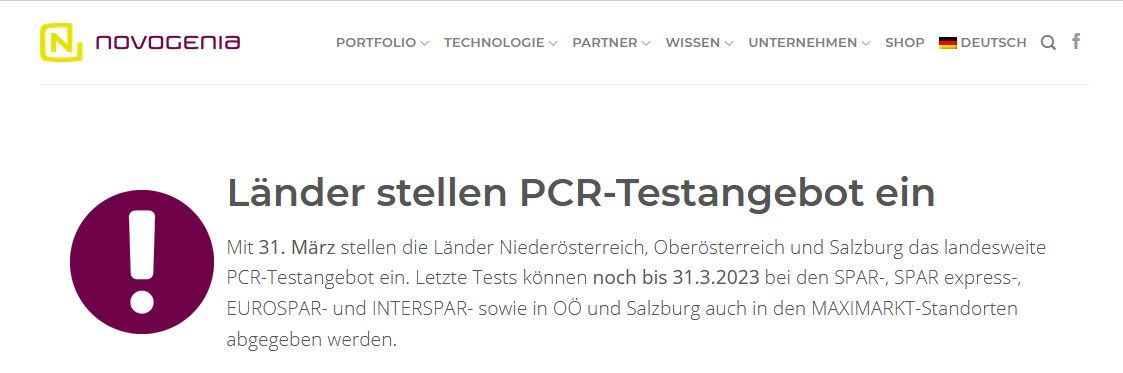 N NOVOGENIA
PORTFOLIO TECHNOLOGIE PARTNER WISSEN UNTERNEHMEN SHOP DEUTSCH f
Länder stellen PCR-Testangebot ein
Mit 31. März stellen die Länder Niederösterreich, Oberösterreich und Salzburg das landesweite
PCR-Testangebot ein. Letzte Tests können noch bis 31.3.2023 bei den SPAR-, SPAR express-,
EUROSPAR- und INTERSPAR- sowie in OÖ und Salzburg auch in den MAXIMARKT-Standorten
abgegeben werden.